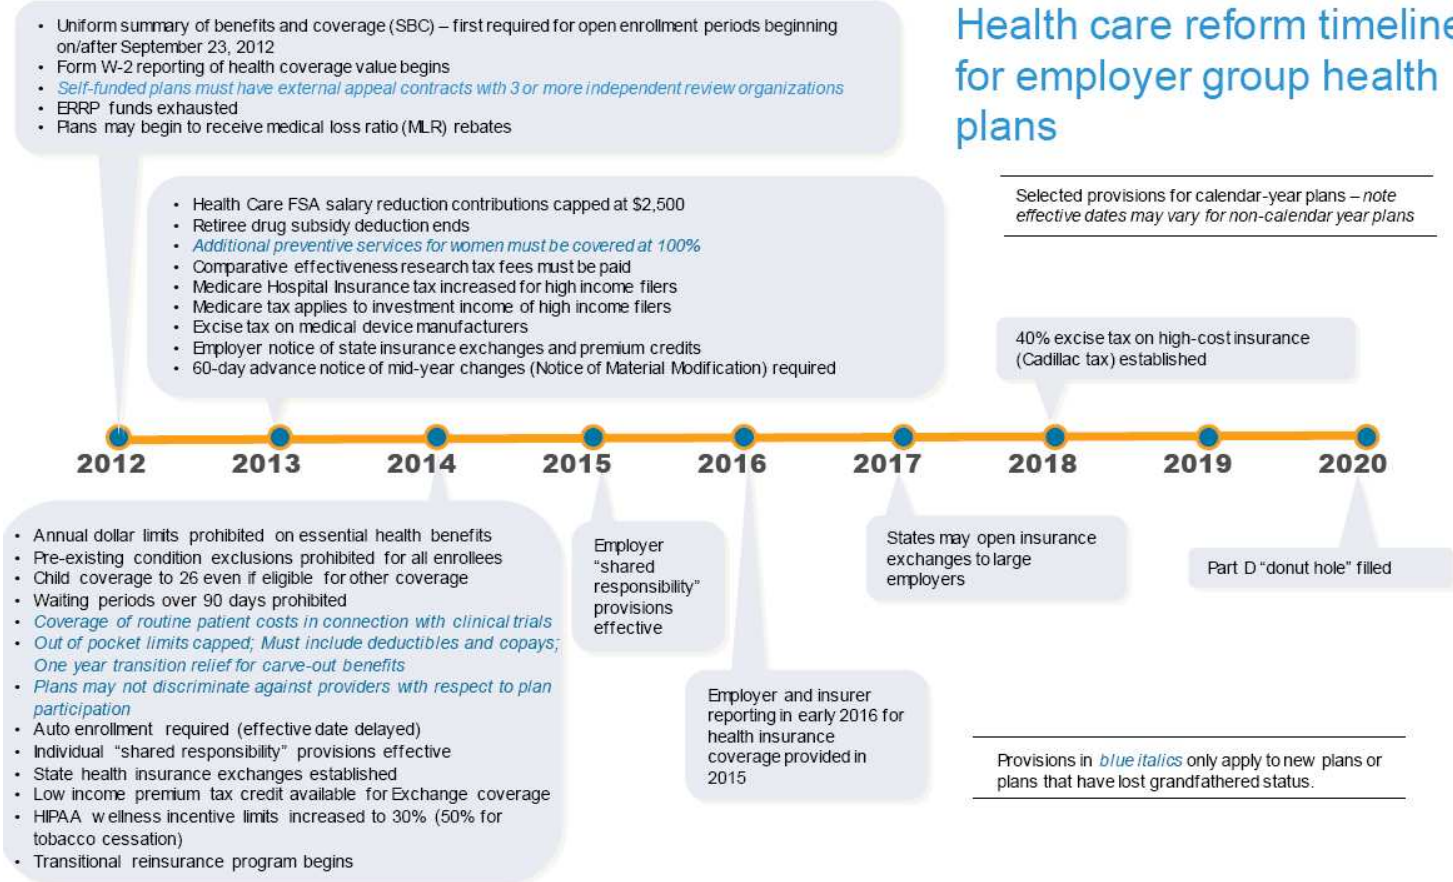 Health care reform timeline
for employer group health
plans
• Uniform summary of benefits and coverage (SBC) – first required for open enrollment periods beginning
on/after September 23, 2012
• Form W-2 reporting of health coverage value begins
• Self-funded plans must have external appeal contracts with 3 or more independent review organizations
• ERRP funds exhausted
• Plans may begin to receive medical loss ratio (MLR) rebates
Selected provisions for calendar-year plans – note
effective dates may vary for non-calendar year plans
• Health Care FSA salary reduction contributions capped at $2,500
• Retiree drug subsidy deduction ends
• Additional preventive services for women must be covered at 100%
• Comparative effectiveness research tax fees must be paid
• Medicare Hospital Insurance tax increased for high income filers
• Medicare tax applies to investment income of high income filers
• Excise tax on medical device manufacturers
• Employer notice of state insurance exchanges and premium credits
• 60-day advance notice of mid-year changes (Notice of Material Modification) required
40% excise tax on high-cost insurance
(Cadillac tax) established
2012 2013 2014 2015 2016 2017 2018 2019 2020
• Annual dollar limits prohibited on essential health benefits
• Pre-existing condition exclusions prohibited for all enrollees
• Child coverage to 26 even if eligible for other coverage
• Waiting periods over 90 days prohibited
• Coverage of routine patient costs in connection with clinical trials
• Out of pocket limits capped; Must include deductibles and copays;
One year transition relief for carve-out benefits
• Plans may not discriminate against providers with respect to plan
participation
• Auto enrollment required (effective date delayed)
• Individual “shared responsibility” provisions effective
• State health insurance exchanges established
• Low income premium tax credit available for Exchange coverage
• HIPAA wellness incentive limits increased to 30% (50% for
tobacco cessation)
• Transitional reinsurance program begins
Employer
“shared
responsibility”
provisions
effective
Employer and insurer
reporting in early 2016 for
health insurance
coverage provided in
2015
States may open insurance
exchanges to large
employers
Part D “donut hole” filled
Provisions in blue italics only apply to new plans or
plans that have lost grandfathered status.